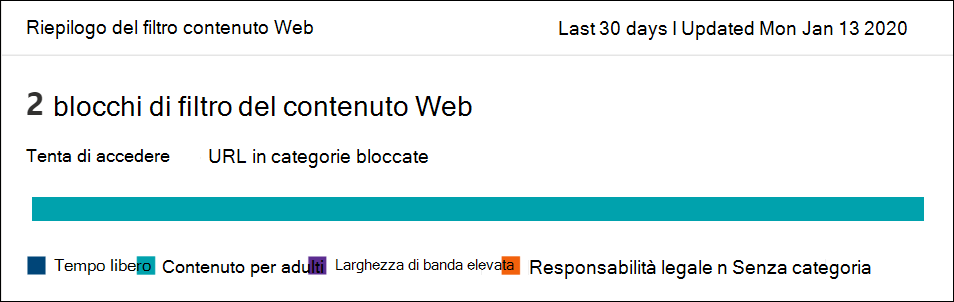 Riepilogo del filtro contenuto Web Last 30 days I Updated Mon Jan 13 2020
2 blocchi di filtro del contenuto Web
Tenta di accedere URL in categorie bloccate
Tempo libero Contenuto per adulti Larghezza di banda elevata Responsabilità legale n Senza categoria